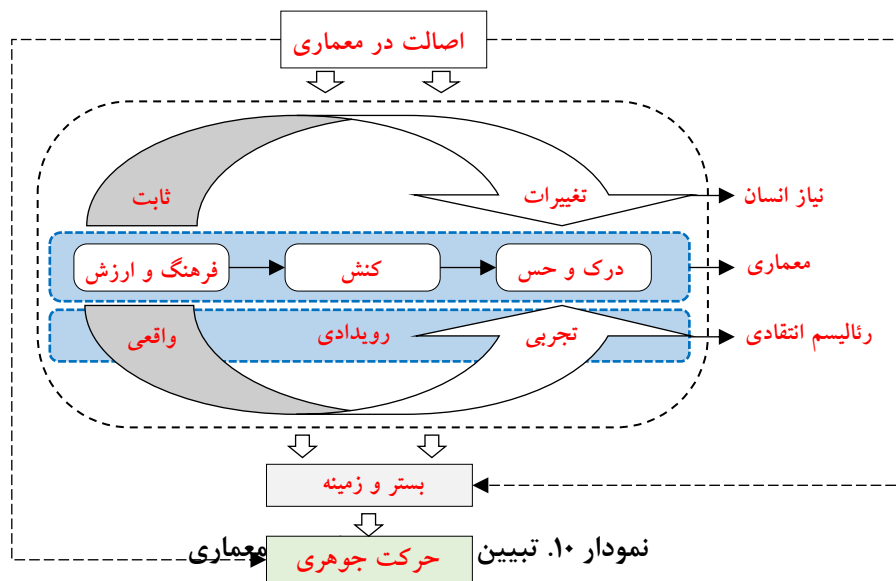 اصالت در معماری
ثابت
تغییرات
نیاز انسان
فرهنگ و ارزش
کنش
درک و حس
معماری
واقعی
رویدادی
تجربی
رئالیسم انتقادی
بستر و زمینه
نمودار ۱۰. تبیین
معماری
حرکت جوهری